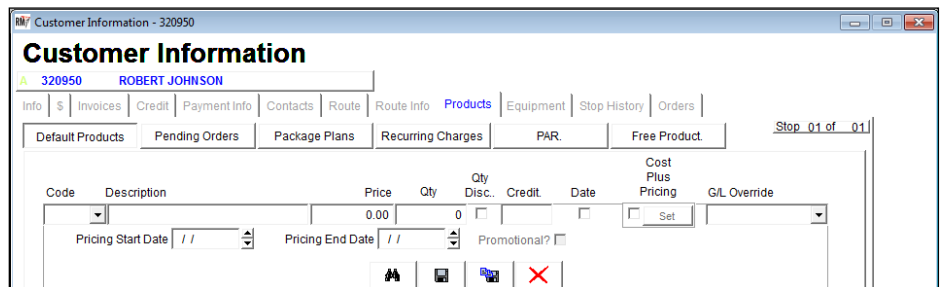 RM Customer Information - 320950
Customer Information
A 320950 ROBERT JOHNSON
Info $ Invoices Credit Payment Info Contacts Route Route Info Products Equipment Stop History Orders
Default Products Pending Orders Package Plans Recurring Charges PAR. Free Product. Stop 01 of 01
Cost
Plus
Pricing
Qty
Disc..
Code Description Price Qty Credit. Date G/L Override
0.00 0 Set
Pricing Start Date / / Pricing End Date / / Promotional?